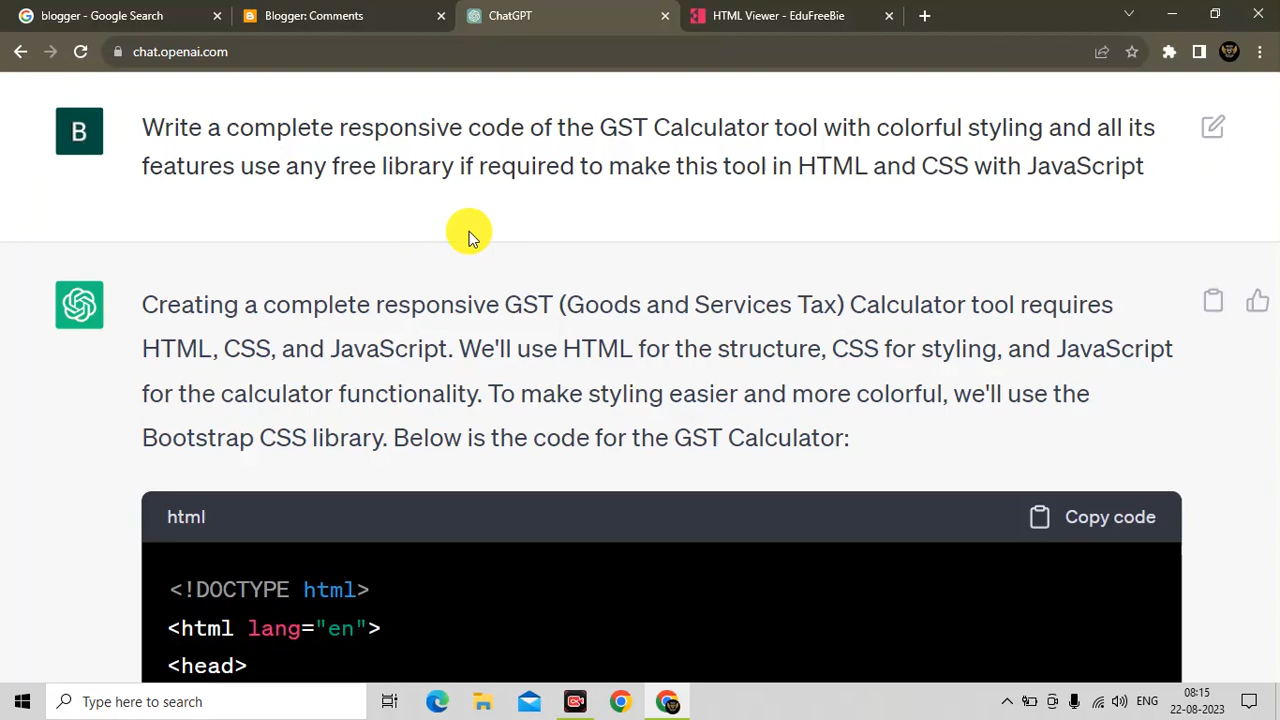 blogger - Google Search
Blogger: Comments
ChatGPT
HTML Viewer - EduFreeBie
chat.openai.com
B
Write a complete responsive code of the GST Calculator tool with colorful styling and all its
features use any free library if required to make this tool in HTML and CSS with JavaScript
Creating a complete responsive GST (Goods and Services Tax) Calculator tool requires
HTML, CSS, and JavaScript. We'll use HTML for the structure, CSS for styling, and JavaScript
for the calculator functionality. To make styling easier and more colorful, we'll use the
Bootstrap CSS library. Below is the code for the GST Calculator:
html
Copy code
<!DOCTYPE html>
<html lang="en">
<head>
Type here to search
ENG
08:15
22-08-2023